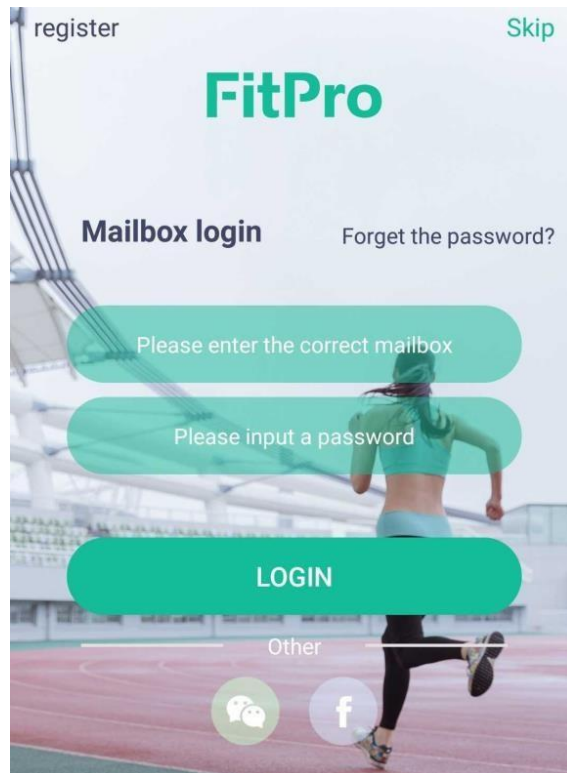 register
Skip
FitPro
Mailbox login
Forget the password?
Please enter the correct mailbox
Please input a password
LOGIN
Other
f